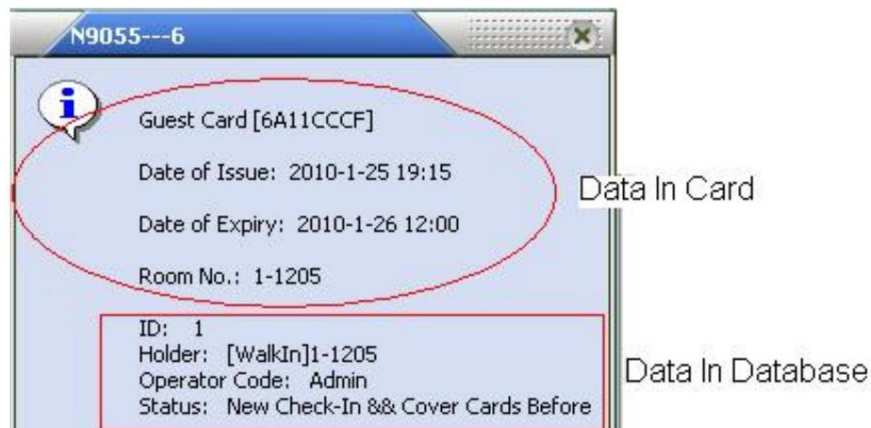 N9055---6
Guest Card [6A11CCCF]
Date of Issue: 2010-1-25 19:15
Data In Card
Date of Expiry: 2010-1-26 12:00
Room No.: 1-1205
ID: 1
Holder: [WalkIn]1-1205
Data In Database
Operator Code: Admin
Status: New Check-In && Cover Cards Before